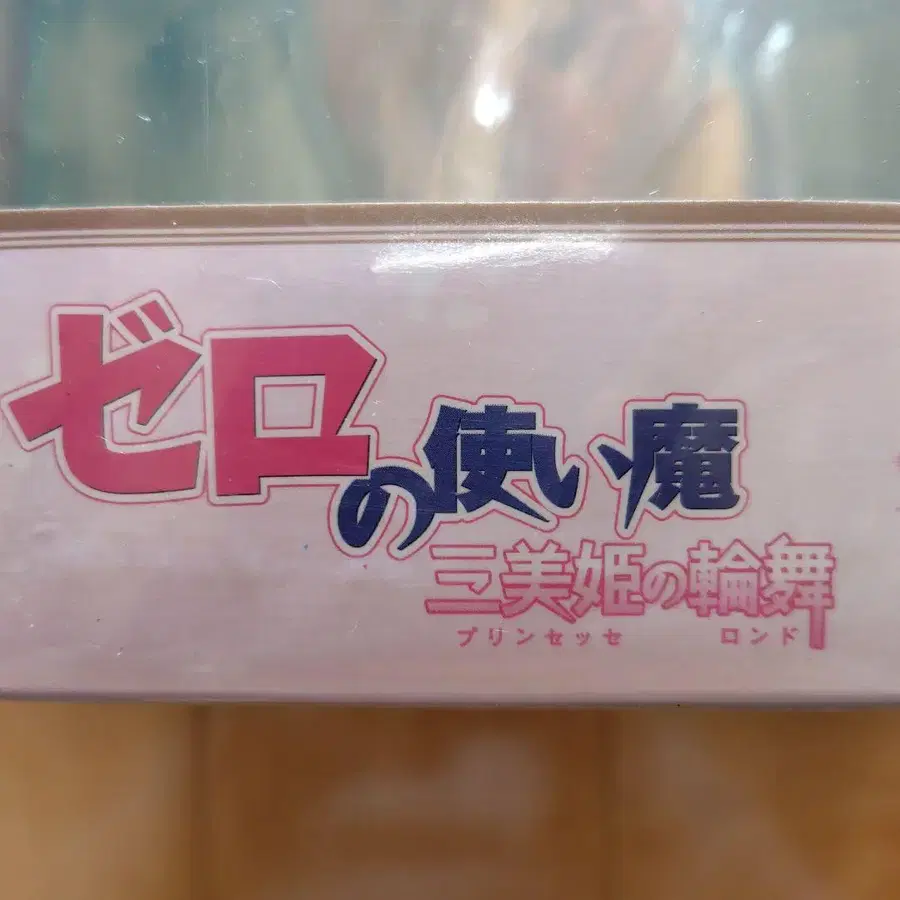 ゼロの使い魔
三美姫の輪舞
プリンセッセ ロンド